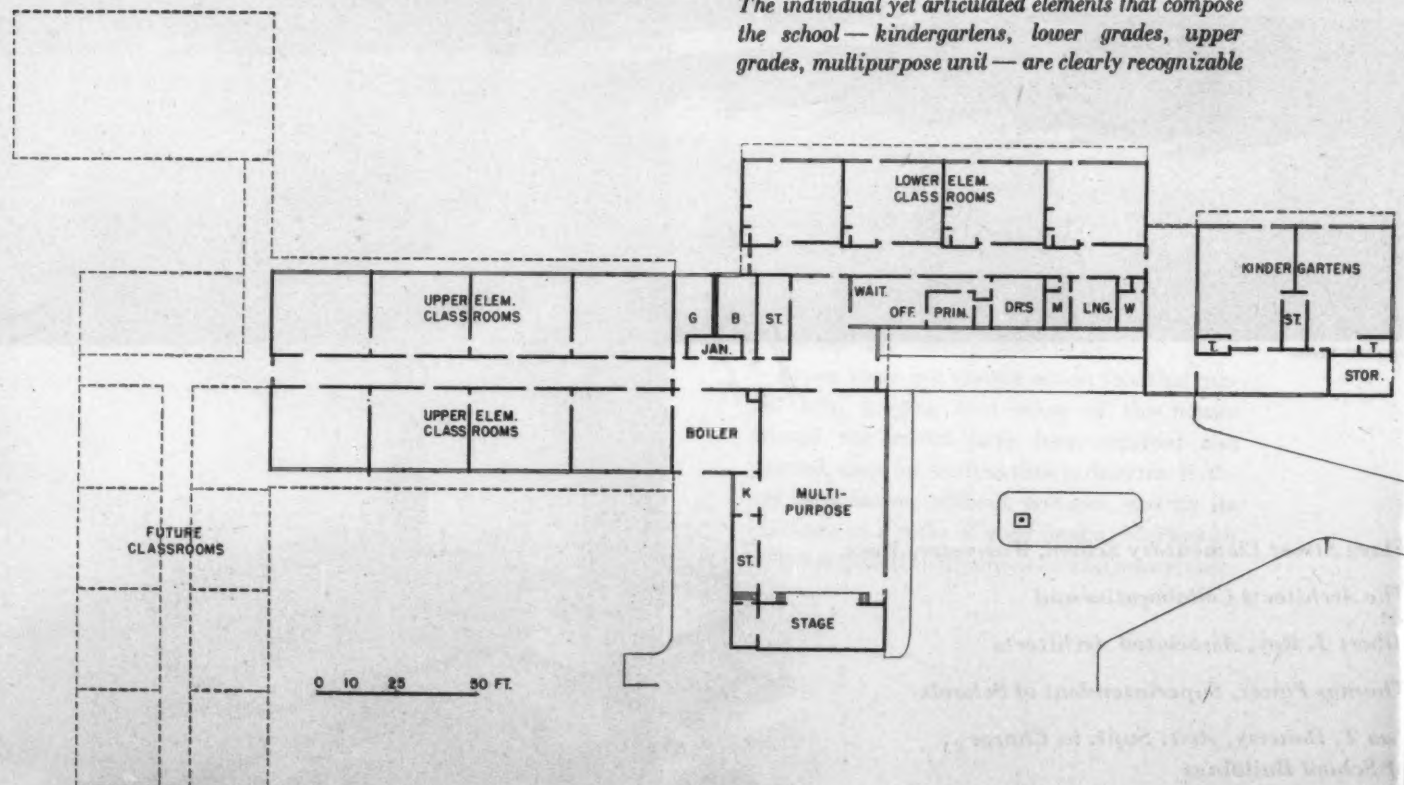 The individual yet articulated elements that compose
the school — kindergartens, lower grades, upper
grades, multipurpose unit — are clearly recognizable
LOWER ELEM.
CLASS ROOMS
KINDERGARTENS
UPPER ELEM.
CLASS ROOMS
G
B
ST.
WAIT.
OFF.
PRIN.
DR'S
M
LNG.
W
ST.
JAN.
T.
T
STOR.
UPPER ELEM.
CLASS ROOMS
BOILER
K
MULTI-
PURPOSE
FUTURE
CLASSROOMS
ST.
STAGE
0 10 25 50 FT.